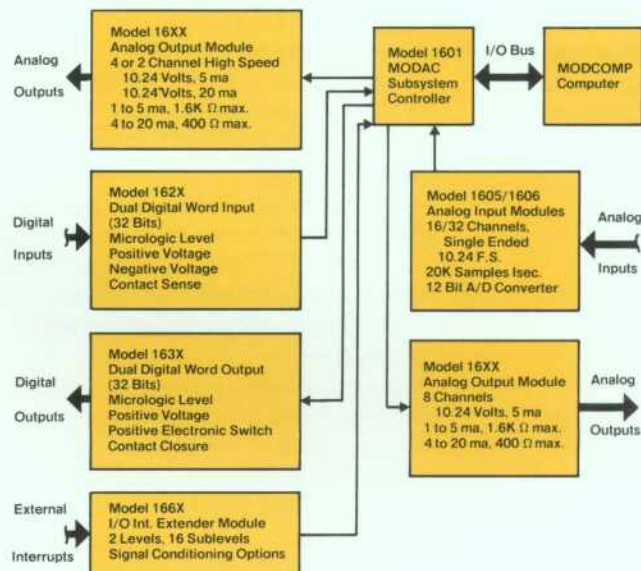 Model 16XX
Analog Output Module
4 or 2 Channel High Speed
10.24 Volts, 5 ma
10.24 Volts, 20 ma
1 to 5 ma, 1.6K Ω max.
4 to 20 ma, 400 Ω max.
Analog
Outputs
Model 1601
MODAC
Subsystem
Controller
I/O Bus
MODCOMP
Computer
Model 162X
Dual Digital Word Input
(32 Bits)
Micrologic Level
Positive Voltage
Negative Voltage
Contact Sense
Digital
Inputs
Model 1605/1606
Analog Input Modules
16/32 Channels,
Single Ended
10.24 F.S.
20K Samples Isec.
12 Bit A/D Converter
Analog
Inputs
Model 163X
Dual Digital Word Output
(32 Bits)
Micrologic Level
Positive Voltage
Positive Electronic Switch
Contact Closure
Digital
Outputs
Model 16XX
Analog Output Module
8 Channels
10.24 Volts, 5 ma
1 to 5 ma, 1.6K Ω max.
4 to 20 ma, 400 Ω max.
Analog
Outputs
Model 166X
I/O Int. Extender Module
2 Levels, 16 Sublevels
Signal Conditioning Options
External
Interrupts